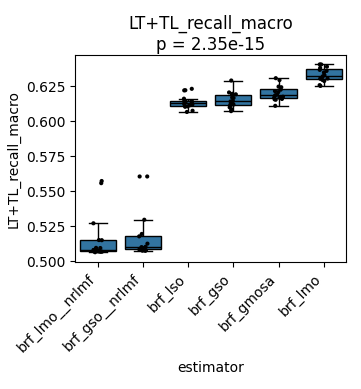 LT+TL_recall_macro
p = 2.35e-15
LT+TL_recall_macro
0.625
0.600
0.575
0.550
0.525
0.500
brf_lmo__nrlmf
brf_gso__nrlmf
brf_lso
brf_gso
brf_gmosa
brf_lmo
estimator